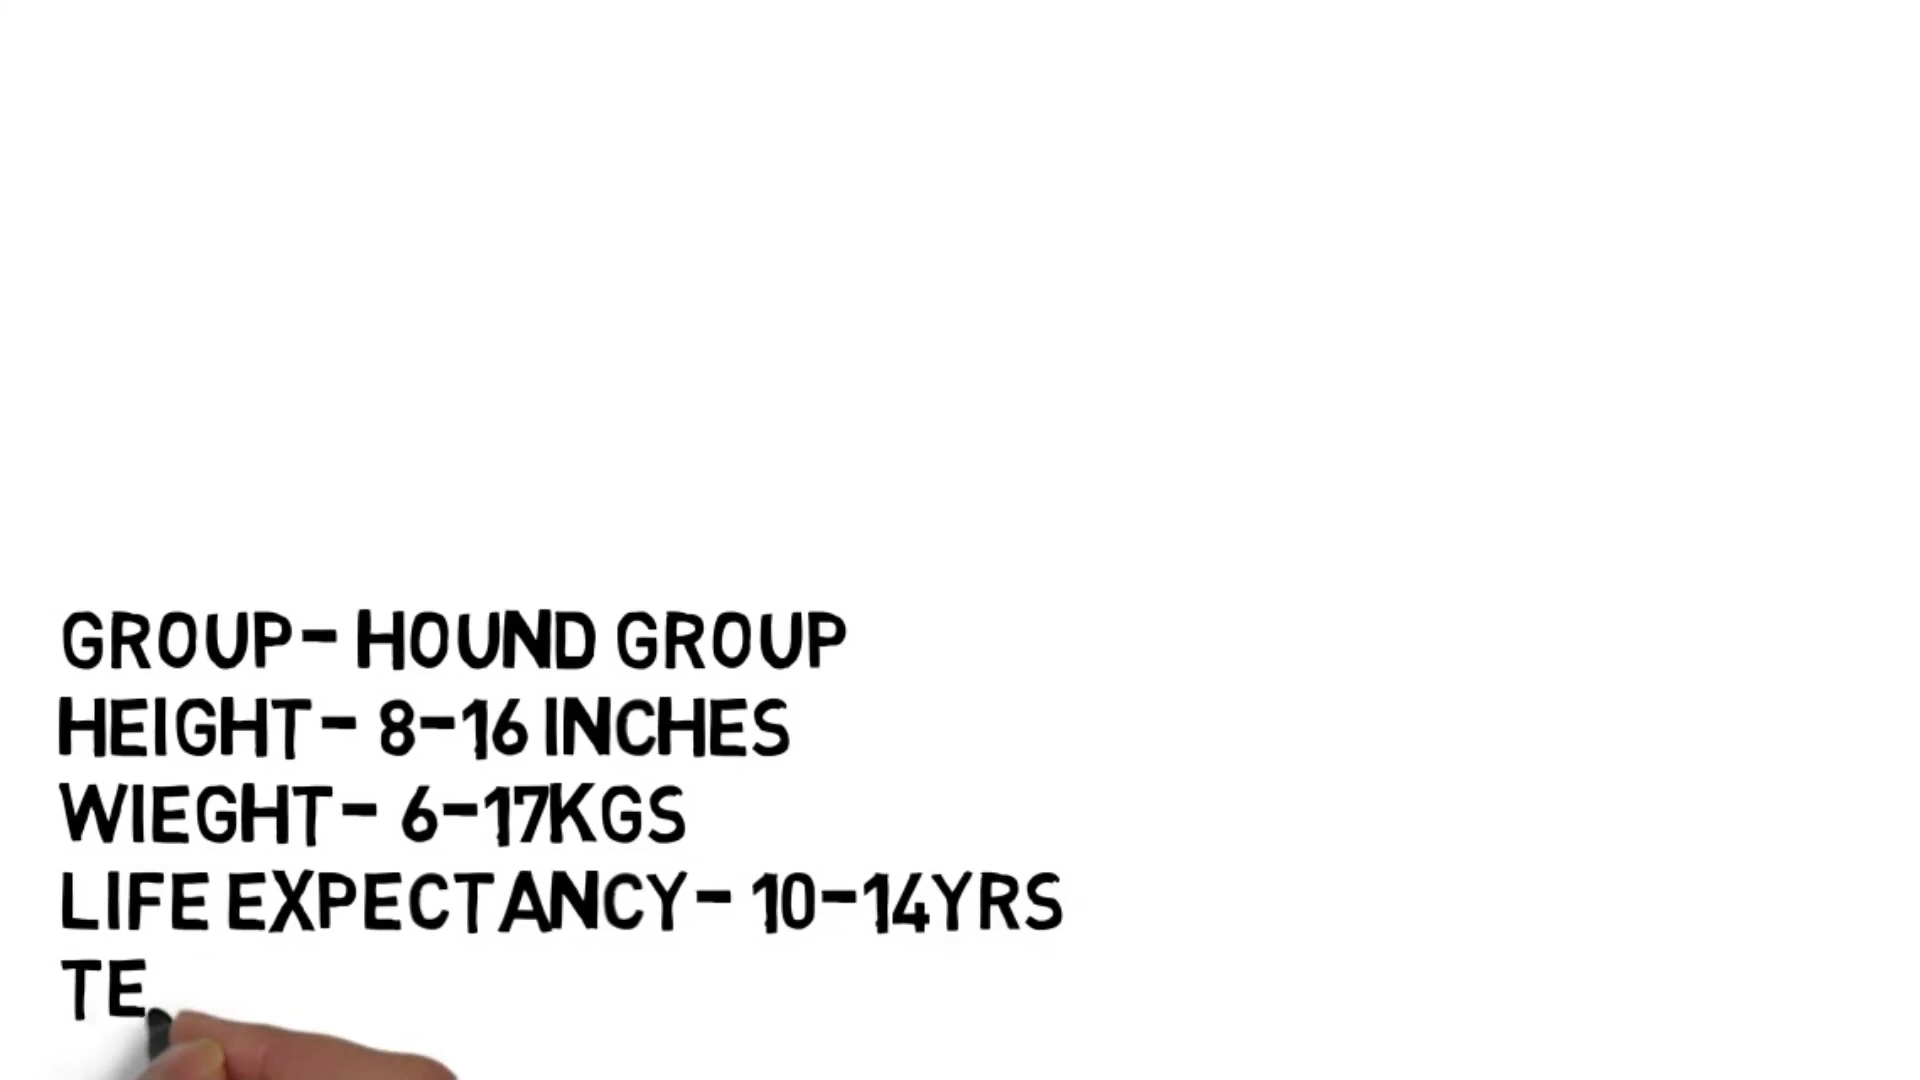 GROUP- HOUND GROUP
HEIGHT- 8-16 INCHES
WIEGHT- 6-17KGS
LIFE EXPECTANCY- 10-14YRS
TE